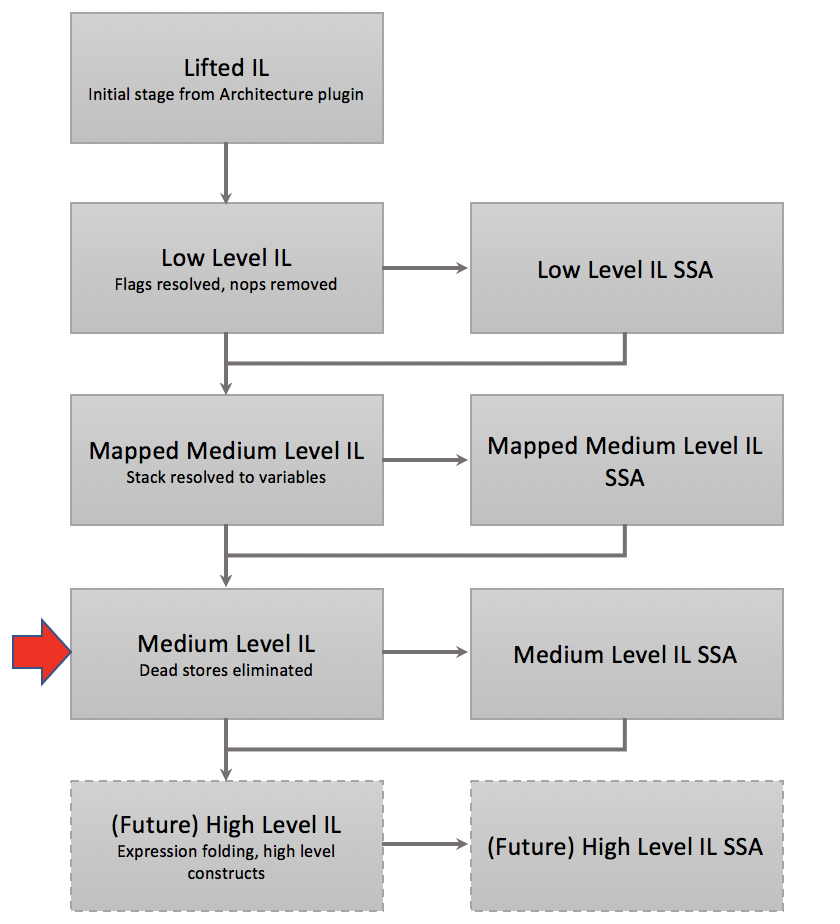 Lifted IL
Initial stage from Architecture plugin
Low Level IL
Flags resolved, nops removed
Low Level IL SSA
Mapped Medium Level IL
Stack resolved to variables
Mapped Medium Level IL
SSA
Medium Level IL
Dead stores eliminated
Medium Level IL SSA
(Future) High Level IL
Expression folding, high level
constructs
(Future) High Level IL SSA